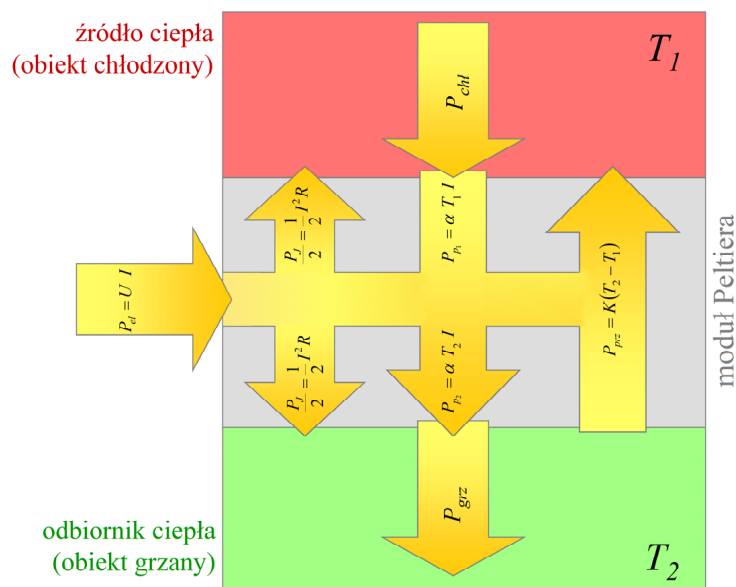 źródło ciepła
(obiekt chłodzony)
T₁
P_chł
P_J/2 = 1/2 I²R
P_p₁ = α T₁ I
P_prz = K(T₂ − T₁)
P_el = U I
P_J/2 = 1/2 I²R
P_p₂ = α T₂ I
moduł Peltiera
P_grz
odbiornik ciepła
(obiekt grzany)
T₂